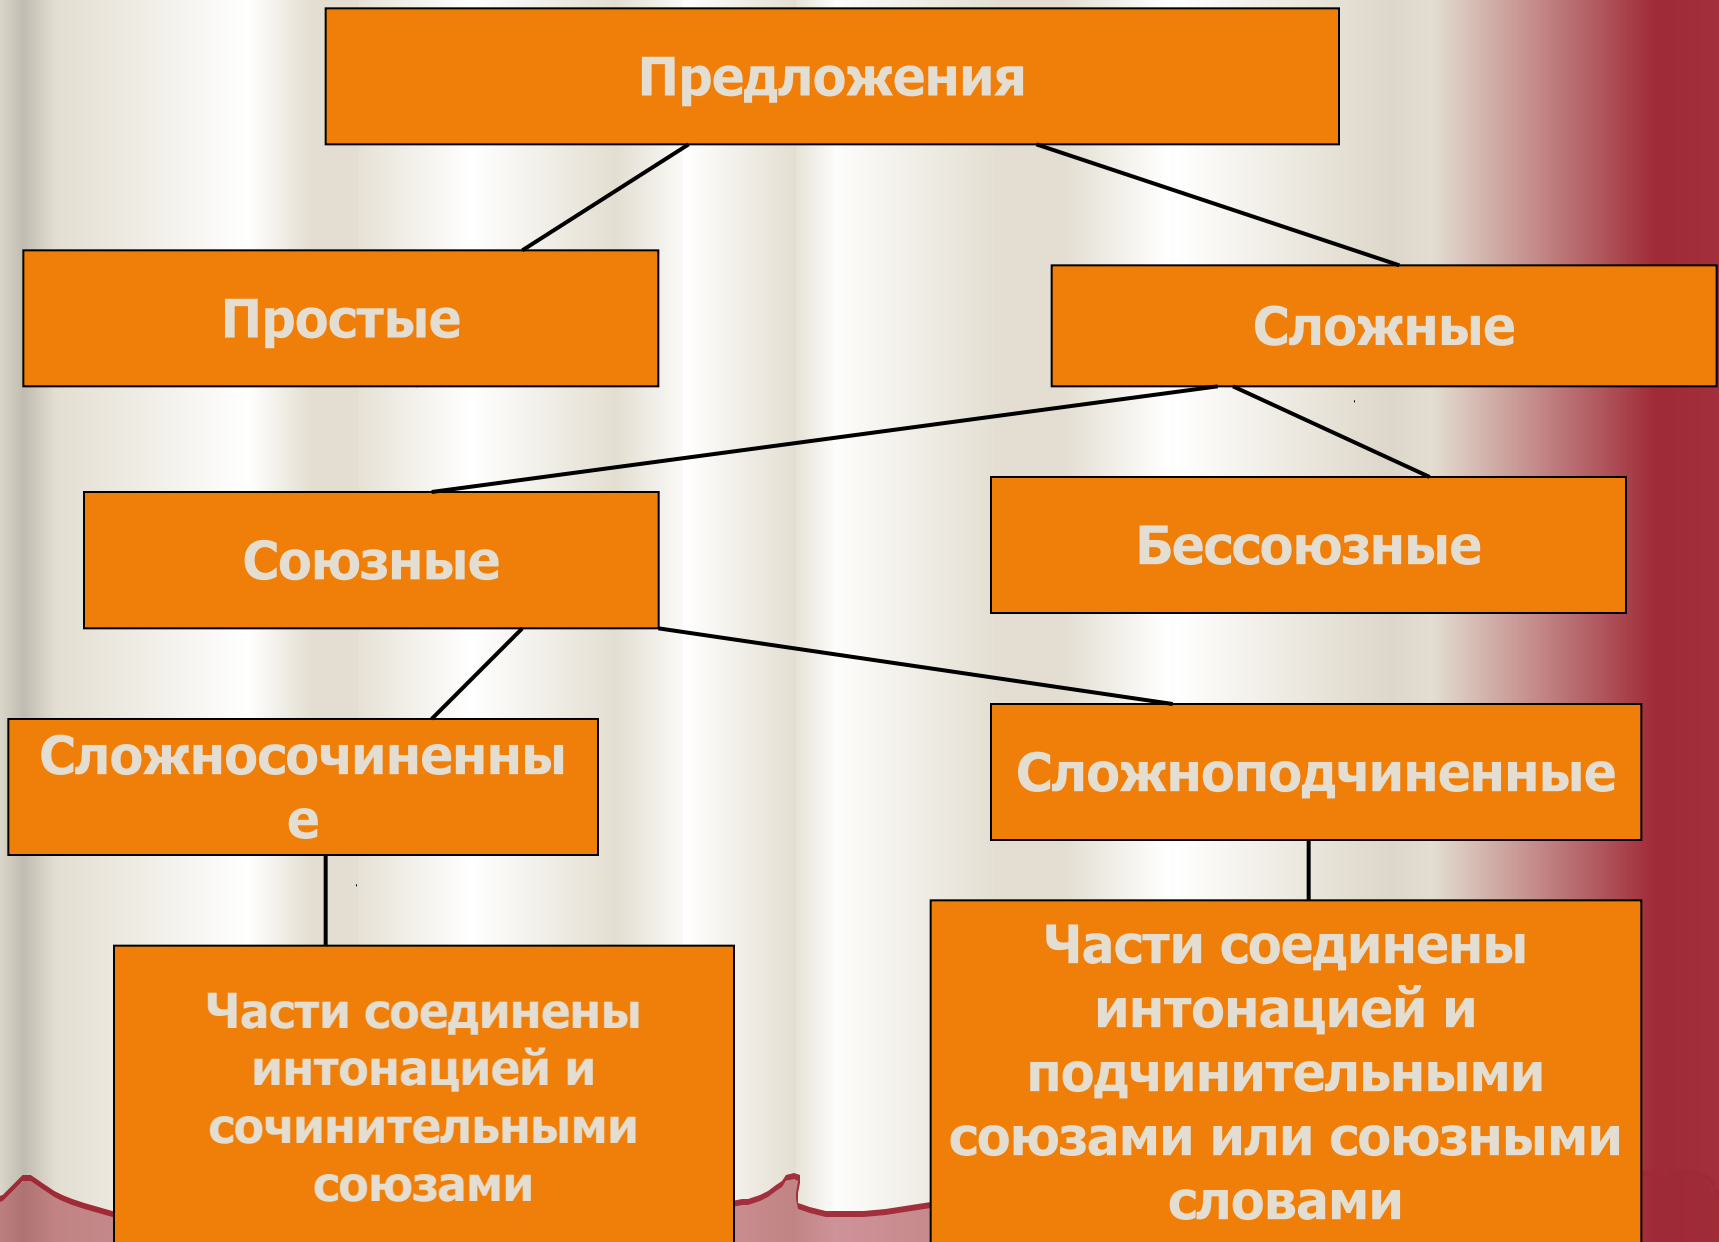 Предложения
Простые
Сложные
Союзные
Бессоюзные
Сложносочиненны
е
Сложноподчиненные
Части соединены
интонацией и
сочинительными
союзами
Части соединены
интонацией и
подчинительными
союзами или союзными
словами